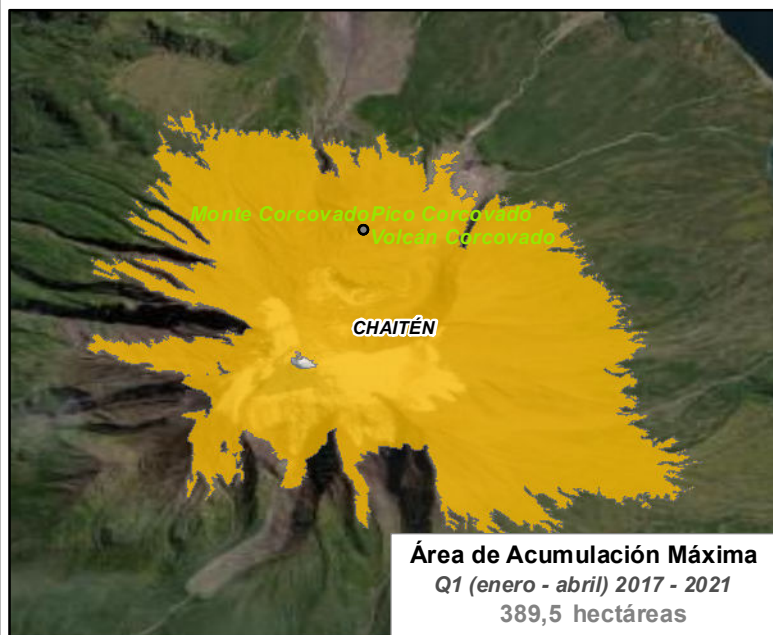 Monte Corcovado Pico Corcovado
Volcán Corcovado
CHAITÉN
Área de Acumulación Máxima
Q1 (enero - abril) 2017 - 2021
389,5 hectáreas